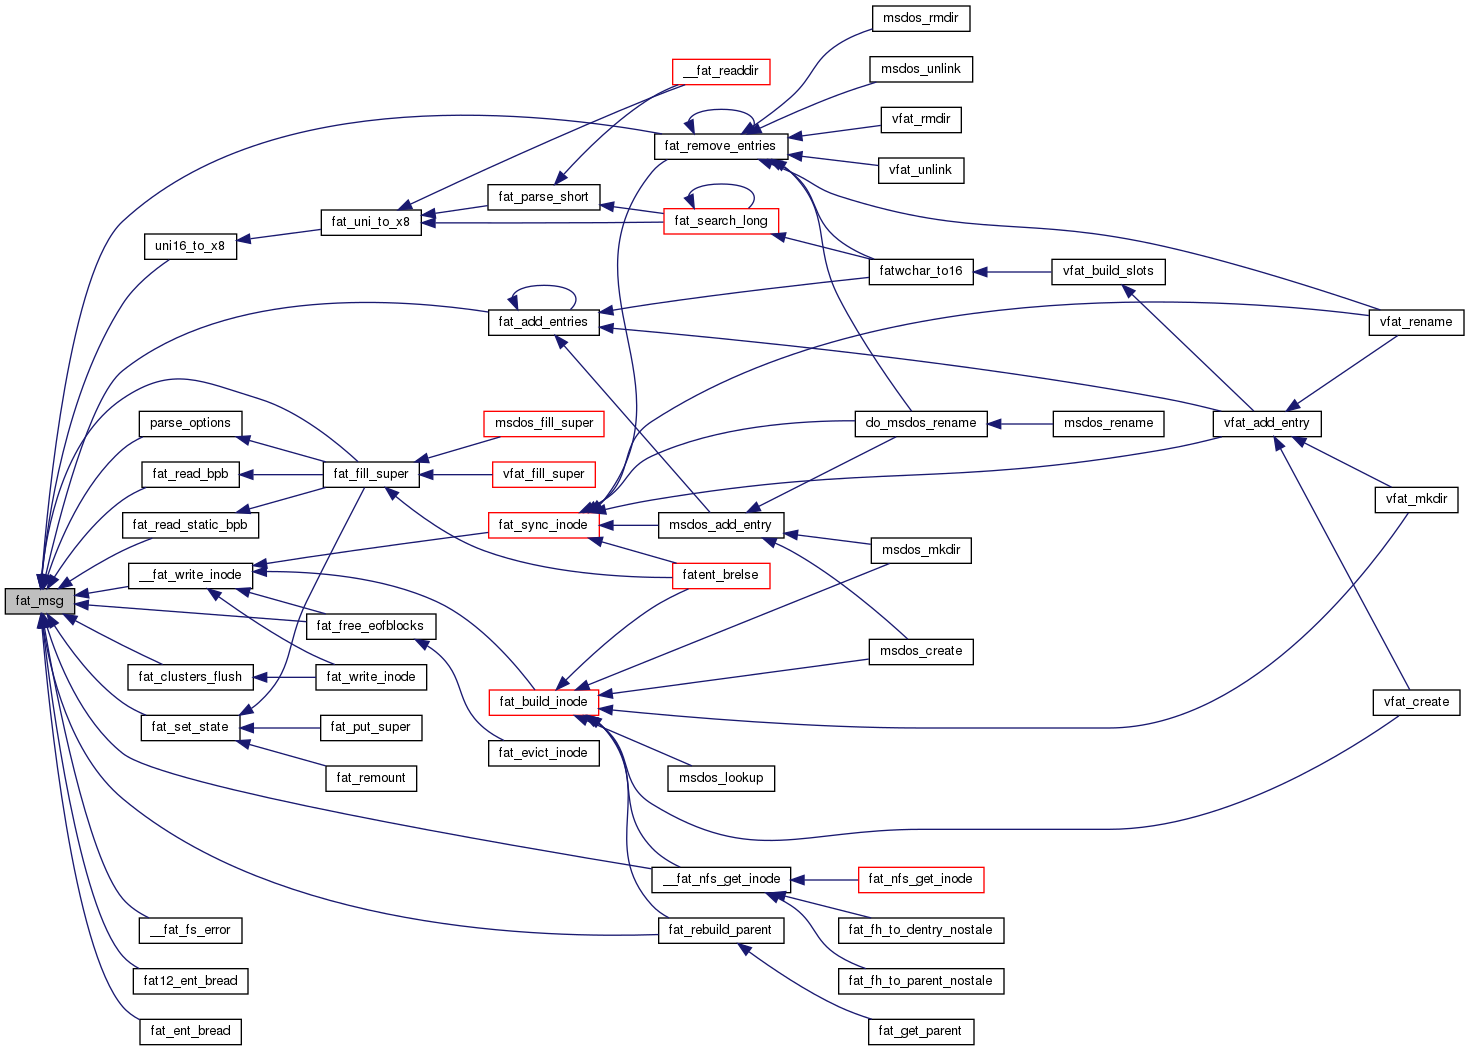 msdos_rmdir
msdos_unlink
__fat_readdir
vfat_rmdir
fat_remove_entries
vfat_unlink
fat_parse_short
fat_uni_to_x8
fat_search_long
uni16_to_x8
fatwchar_to16
vfat_build_slots
fat_add_entries
vfat_rename
parse_options
msdos_fill_super
do_msdos_rename
msdos_rename
vfat_add_entry
fat_read_bpb
fat_fill_super
vfat_fill_super
vfat_mkdir
fat_read_static_bpb
fat_sync_inode
msdos_add_entry
msdos_mkdir
__fat_write_inode
fatent_brelse
fat_msg
fat_free_eofblocks
msdos_create
fat_clusters_flush
fat_write_inode
fat_build_inode
vfat_create
fat_set_state
fat_put_super
fat_evict_inode
fat_remount
msdos_lookup
__fat_nfs_get_inode
fat_nfs_get_inode
__fat_fs_error
fat_rebuild_parent
fat_fh_to_dentry_nostale
fat12_ent_bread
fat_fh_to_parent_nostale
fat_ent_bread
fat_get_parent